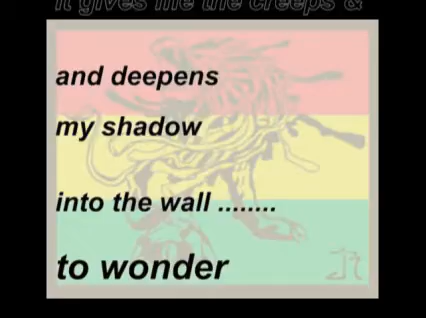 it gives me the creeps &
and deepens
my shadow
into the wall ........
to wonder